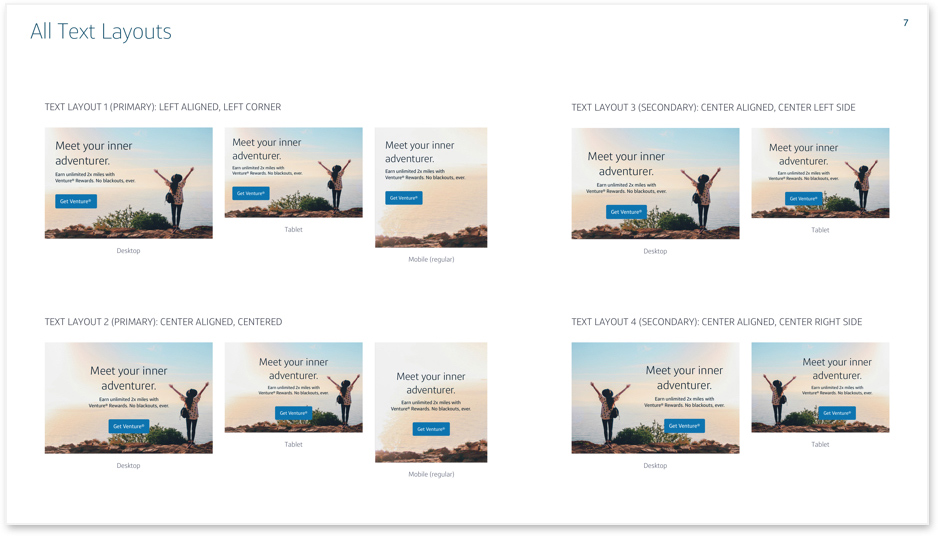 All Text Layouts
7
TEXT LAYOUT 1 (PRIMARY): LEFT ALIGNED, LEFT CORNER
Meet your inner
adventurer.
Earn unlimited 2x miles with
Venture® Rewards. No blackouts, ever.
Get Venture®
Desktop
Meet your inner
adventurer.
Earn unlimited 2x miles with
Venture® Rewards. No blackouts, ever.
Get Venture®
Tablet
Meet your inner
adventurer.
Earn unlimited 2x miles with
Venture® Rewards. No blackouts, ever.
Get Venture®
Mobile (regular)
TEXT LAYOUT 3 (SECONDARY): CENTER ALIGNED, CENTER LEFT SIDE
Meet your inner
adventurer.
Earn unlimited 2x miles with
Venture® Rewards. No blackouts, ever.
Get Venture®
Desktop
Meet your inner
adventurer.
Earn unlimited 2x miles with
Venture® Rewards. No blackouts, ever.
Get Venture®
Tablet
TEXT LAYOUT 2 (PRIMARY): CENTER ALIGNED, CENTERED
Meet your inner
adventurer.
Earn unlimited 2x miles with
Venture® Rewards. No blackouts, ever.
Get Venture®
Desktop
Meet your inner
adventurer.
Earn unlimited 2x miles with
Venture® Rewards. No blackouts, ever.
Get Venture®
Tablet
Meet your inner
adventurer.
Earn unlimited 2x miles with
Venture® Rewards. No blackouts, ever.
Get Venture®
Mobile (regular)
TEXT LAYOUT 4 (SECONDARY): CENTER ALIGNED, CENTER RIGHT SIDE
Meet your inner
adventurer.
Earn unlimited 2x miles with
Venture® Rewards. No blackouts, ever.
Get Venture®
Desktop
Meet your inner
adventurer.
Earn unlimited 2x miles with
Venture® Rewards. No blackouts, ever.
Get Venture®
Tablet